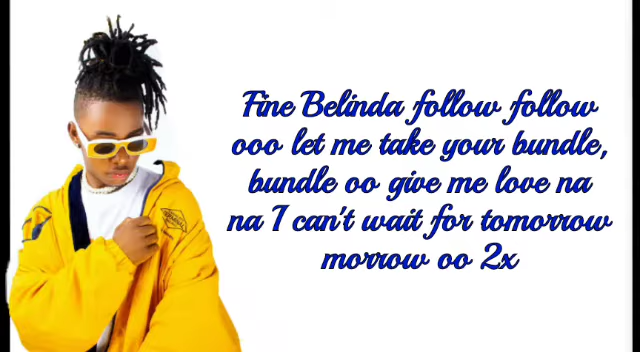 Fine Belinda follow follow
ooo let me take your bundle,
bundle oo give me love na
na I can't wait for tomorrow
morrow oo 2x